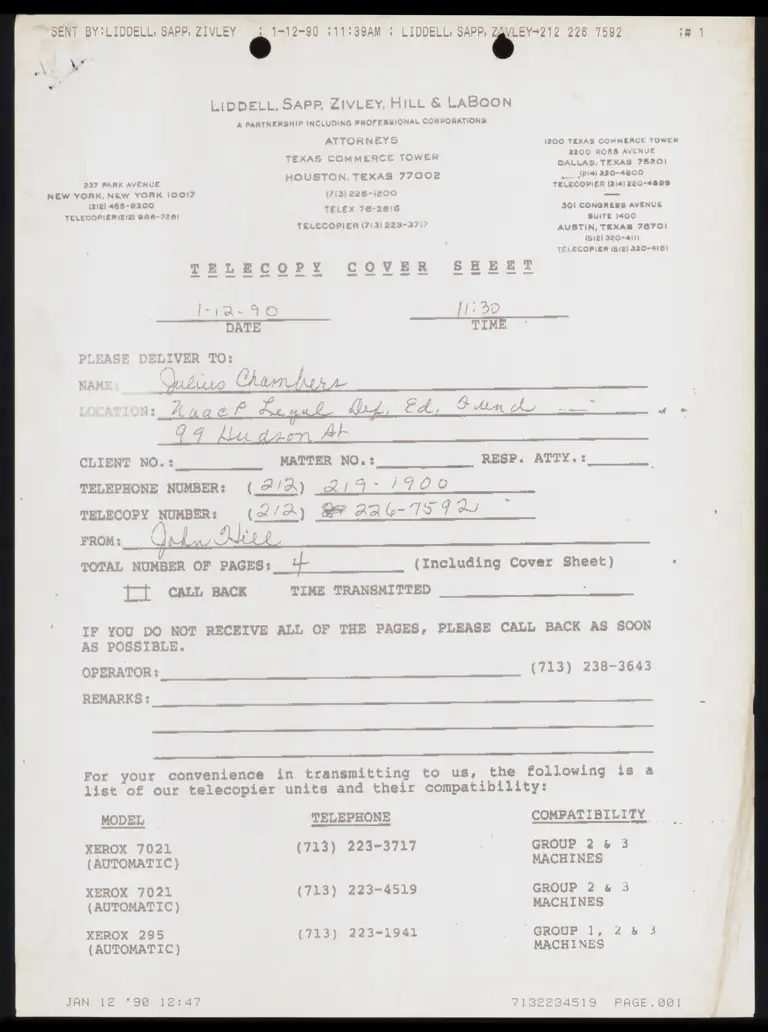 SENT BY:LIDDELL, SAPP, ZIVLEY ; 1-12-90 ;11:39AM ; LIDDELL, SAPP, ZIVLEY→212 226 7592 ;# 1
LIDDELL, SAPP, ZIVLEY, HILL & LABOON
A PARTNERSHIP INCLUDING PROFESSIONAL CORPORATIONS
ATTORNEYS
TEXAS COMMERCE TOWER
HOUSTON, TEXAS 77002
(713) 226-1200
TELEX 76-2616
TELECOPIER (713) 223-3717
237 PARK AVENUE
NEW YORK, NEW YORK 10017
TELECOPIER (212)
1200 TEXAS COMMERCE TOWER
2200 ROSS AVENUE
DALLAS, TEXAS 75201
(214) 220-4800
TELECOPIER (214) 220-4899
301 CONGRESS AVENUE
SUITE 1400
AUSTIN, TEXAS 78701
(512) 320-4111
TELECOPIER (512) 320-4161
TELECOPY COVER SHEET
1-12-90 11:30
DATE TIME
PLEASE DELIVER TO:
NAME: Julius Chambers
LOCATION: NAACP Legal Def. Ed. Fund
99 Hudson St
CLIENT NO.: MATTER NO.: RESP. ATTY.:
TELEPHONE NUMBER: (212) 219-1900
TELECOPY NUMBER: (212) 226-7592
FROM: John Hill
TOTAL NUMBER OF PAGES: 4 (Including Cover Sheet)
CALL BACK TIME TRANSMITTED
IF YOU DO NOT RECEIVE ALL OF THE PAGES, PLEASE CALL BACK AS SOON
AS POSSIBLE.
OPERATOR: (713) 238-3643
REMARKS:
For your convenience in transmitting to us, the following is a
list of our telecopier units and their compatibility:
MODEL TELEPHONE COMPATIBILITY
XEROX 7021 (713) 223-3717 GROUP 2 & 3
(AUTOMATIC) MACHINES
XEROX 7021 (713) 223-4519 GROUP 2 & 3
(AUTOMATIC) MACHINES
XEROX 295 (713) 223-1941 GROUP 1, 2 & 3
(AUTOMATIC) MACHINES
JAN 12 '90 12:47 7132234519 PAGE.001